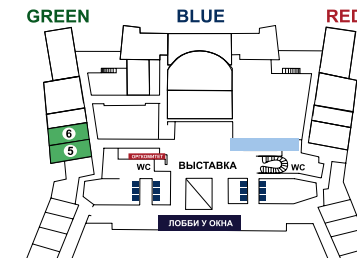 GREEN BLUE RED
6
5
ОРГКОМИТЕТ
WC
ВЫСТАВКА
WC
ЛОББИ У ОКНА